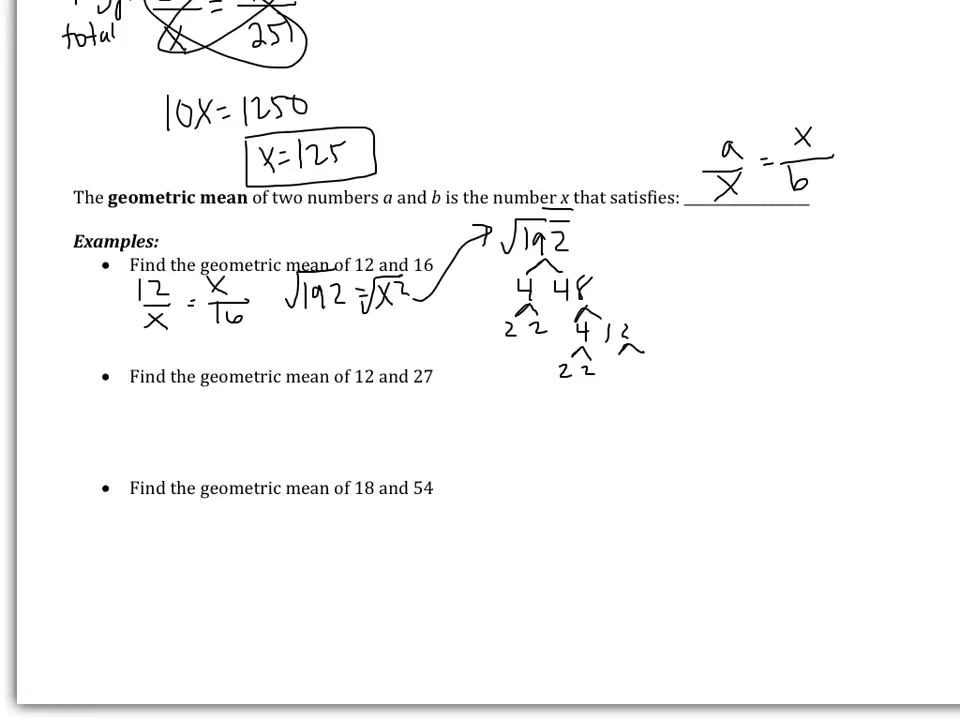 total x 251
10x = 1250
x = 125
a/x = x/b
The geometric mean of two numbers a and b is the number x that satisfies: ____________
√192
Examples:
• Find the geometric mean of 12 and 16
12/x = x/16 √192 = √x² 4 48
2 2 4 12
2 2
• Find the geometric mean of 12 and 27
• Find the geometric mean of 18 and 54